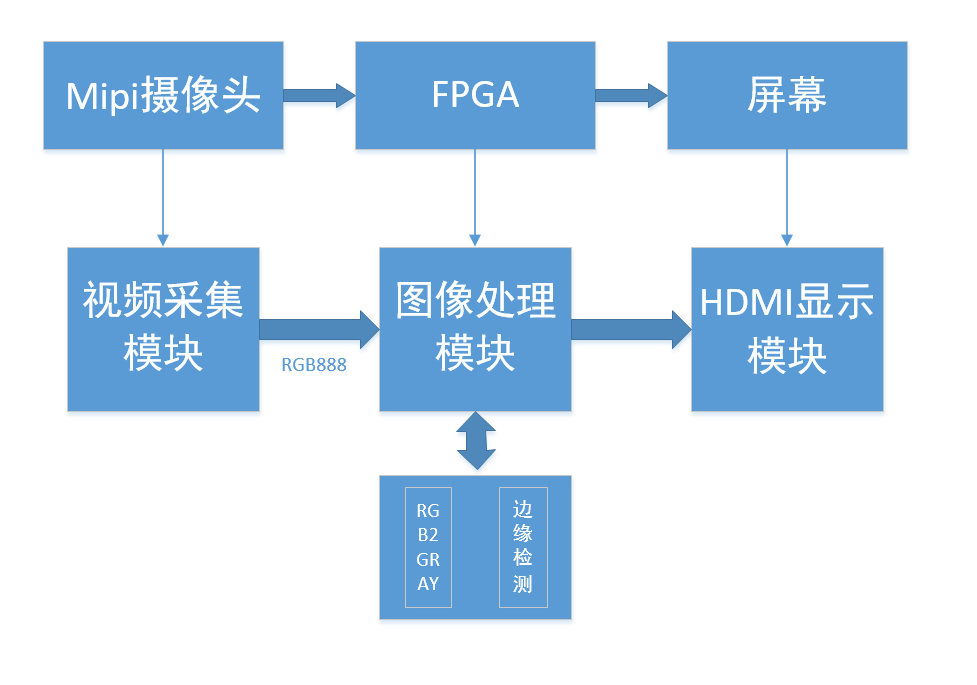 Mipi摄像头
FPGA
屏幕
视频采集
模块
RGB888
图像处理
模块
HDMI显示
模块
RG
B2
GR
AY
边
缘
检
测